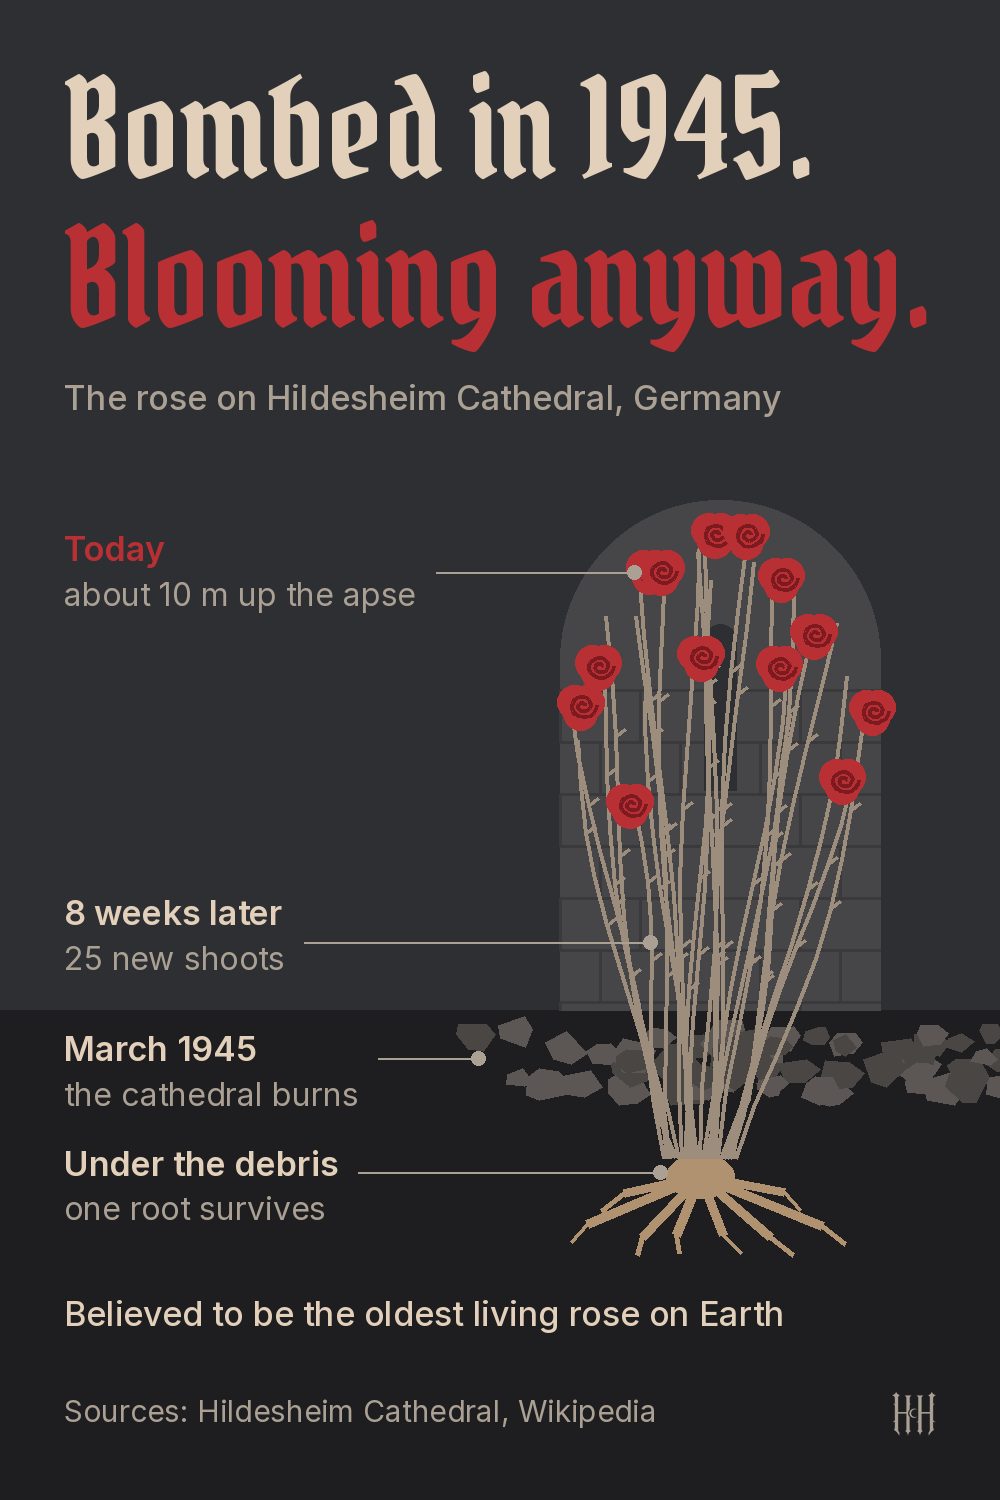 Bombed in 1945.
Blooming anyway.
The rose on Hildesheim Cathedral, Germany
Today
about 10 m up the apse
8 weeks later
25 new shoots
March 1945
the cathedral burns
Under the debris
one root survives
Believed to be the oldest living rose on Earth
Sources: Hildesheim Cathedral, Wikipedia
HcH